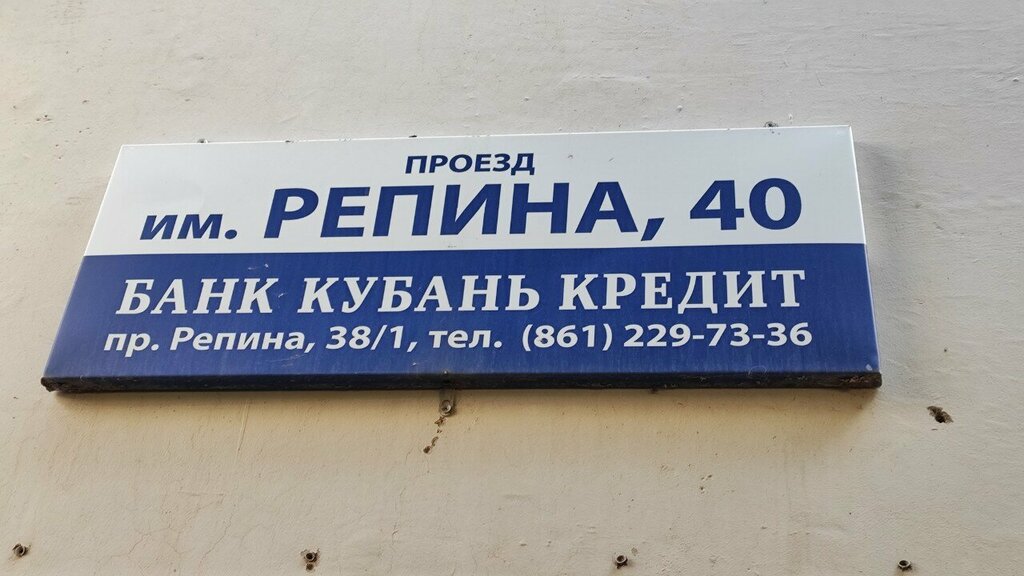 ПРОЕЗД
им. РЕПИНА, 40
БАНК КУБАНЬ КРЕДИТ
пр. Репина, 38/1, тел. (861) 229-73-36